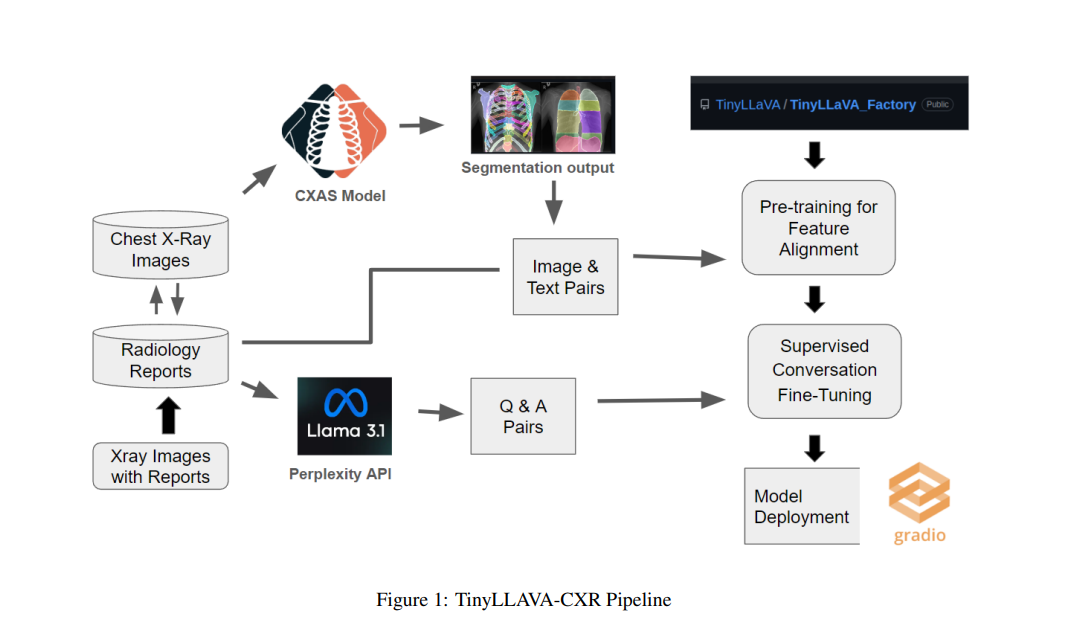 TinyLLaVA / TinyLLaVA_Factory Public
Segmentation output
CXAS Model
Pre-training for
Feature
Alignment
Chest X-Ray
Images
Image &
Text Pairs
Radiology
Reports
Supervised
Conversation
Fine-Tuning
Llama 3.1
Q & A
Pairs
Xray Images
with Reports
Perplexity API
Model
Deployment
gradio
Figure 1: TinyLLAVA-CXR Pipeline